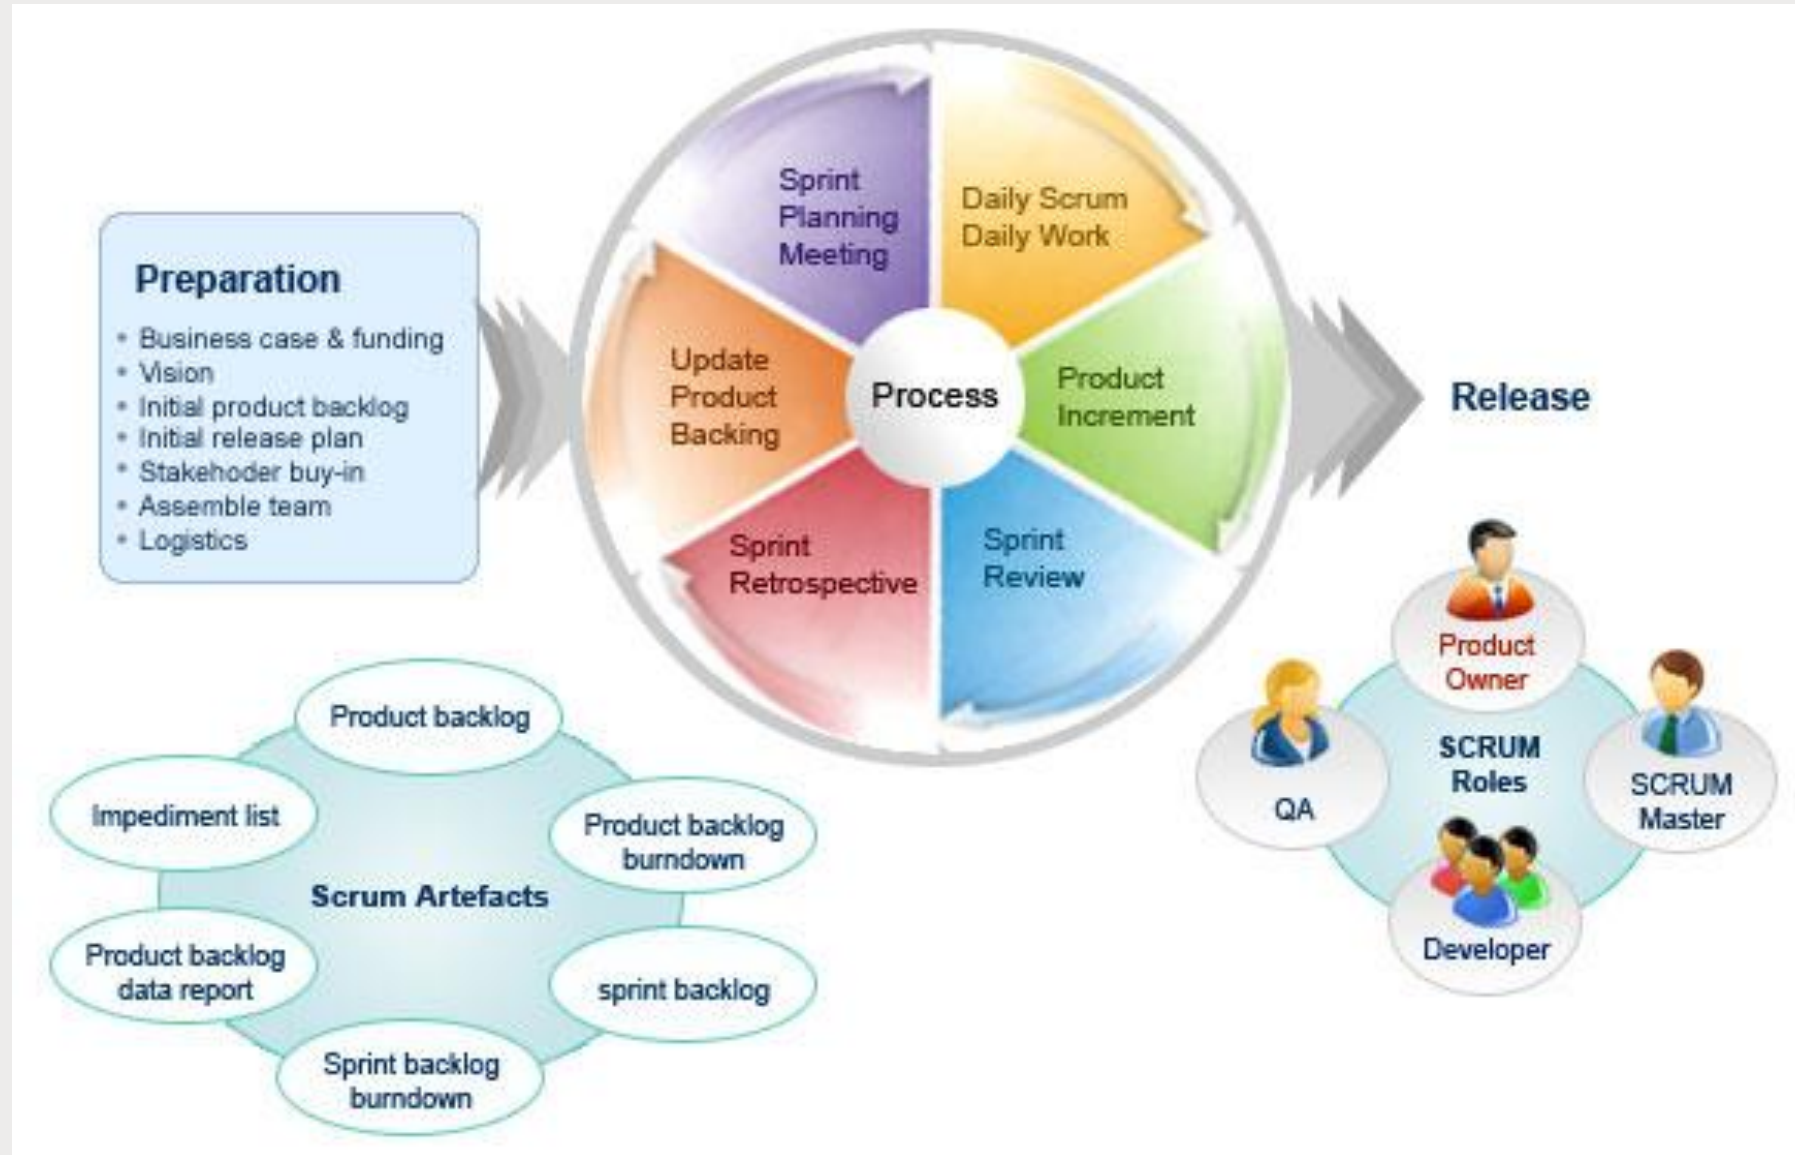 Preparation
• Business case & funding
• Vision
• Initial product backlog
• Initial release plan
• Stakehoder buy-in
• Assemble team
• Logistics
Sprint
Planning
Meeting
Daily Scrum
Daily Work
Product
Increment
Sprint
Review
Sprint
Retrospective
Update
Product
Backing
Process
Release
Product backlog
Impediment list
Product backlog
burndown
Scrum Artefacts
Product backlog
data report
sprint backlog
Sprint backlog
burndown
Product
Owner
SCRUM
Roles
QA
SCRUM
Master
Developer